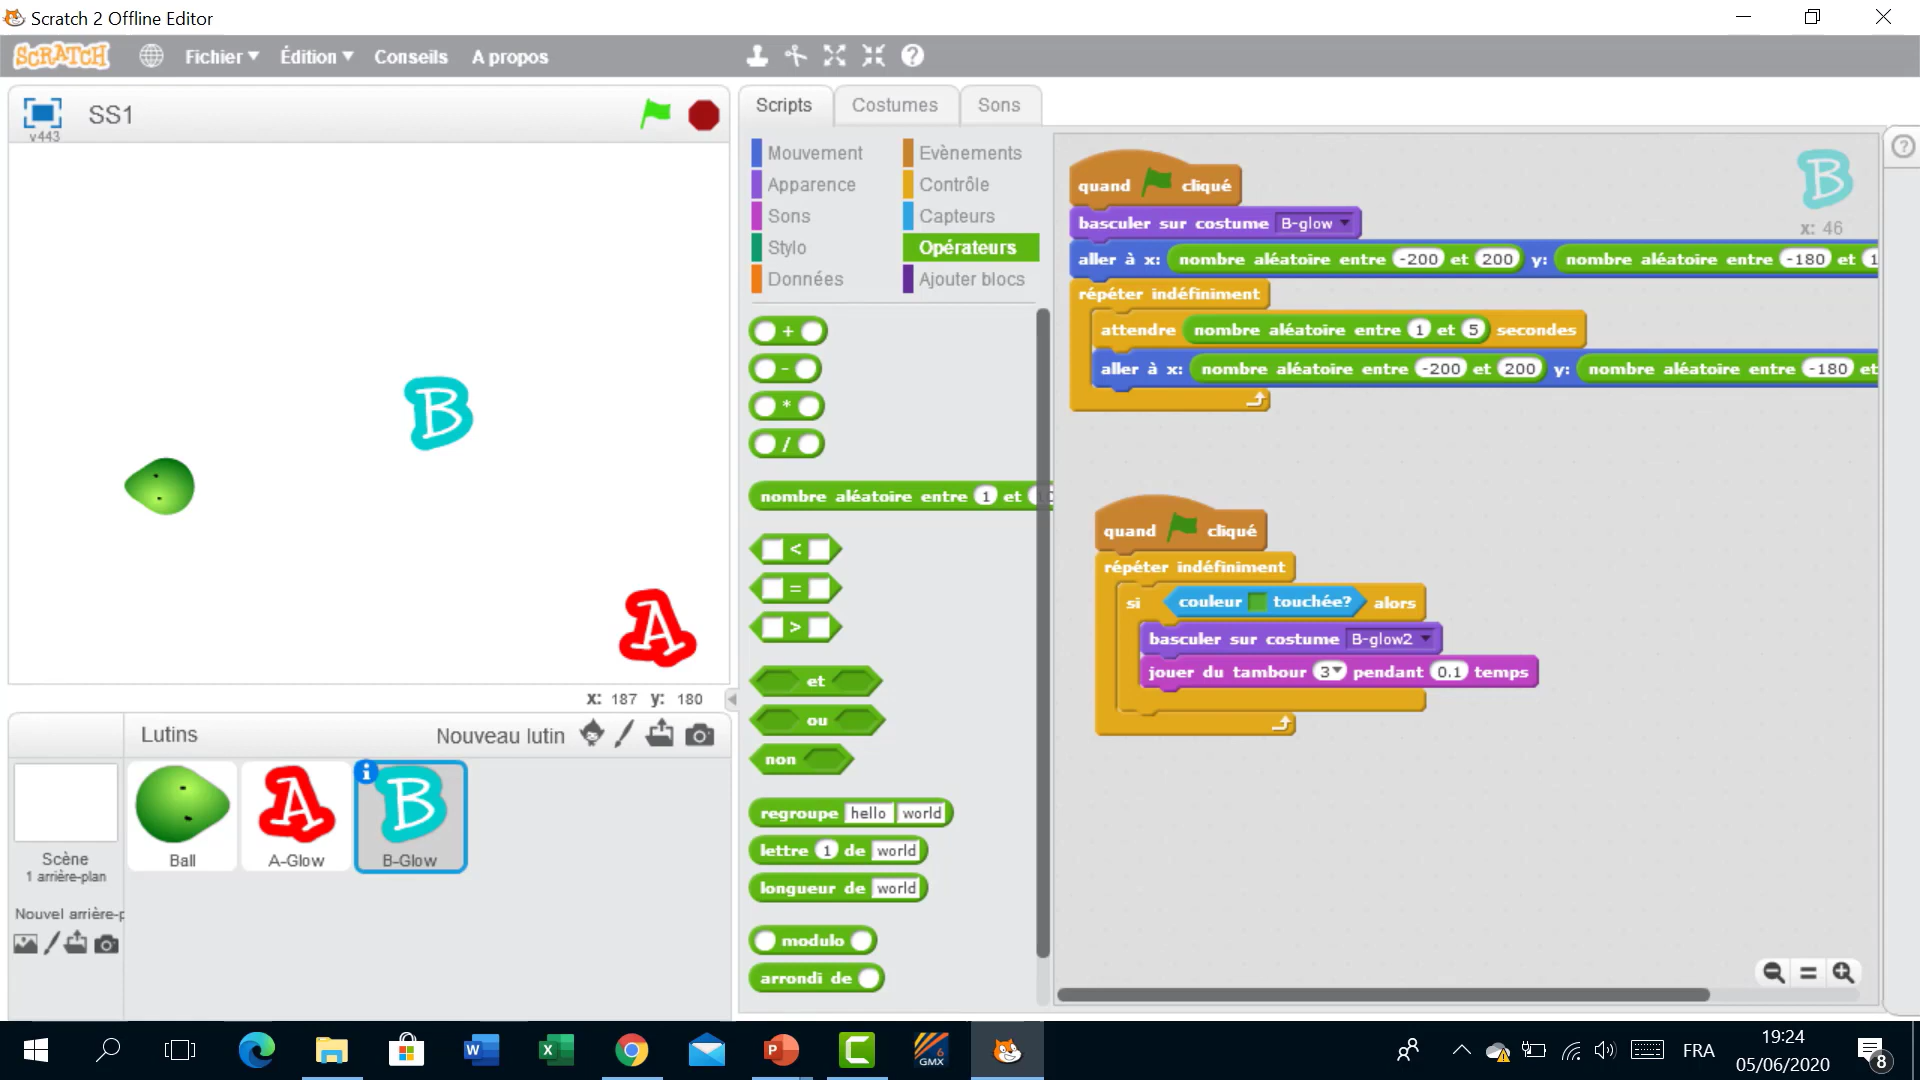 Scratch 2 Offline Editor
SCRATCH Fichier Édition Conseils A propos
v443 SS1
Scripts Costumes Sons
Mouvement Evènements
Apparence Contrôle
Sons Capteurs
Stylo Opérateurs
Données Ajouter blocs
+
-
*
/
nombre aléatoire entre 1 et
<
=
>
et
ou
non
regroupe hello world
lettre 1 de world
longueur de world
modulo
arrondi de
quand cliqué
basculer sur costume B-glow
aller à x: nombre aléatoire entre -200 et 200 y: nombre aléatoire entre -180 et 1
répéter indéfiniment
attendre nombre aléatoire entre 1 et 5 secondes
aller à x: nombre aléatoire entre -200 et 200 y: nombre aléatoire entre -180 et
B
x: 46
quand cliqué
répéter indéfiniment
si couleur touchée? alors
basculer sur costume B-glow2
jouer du tambour 3 pendant 0.1 temps
B
A
x: 187 y: 180
Lutins Nouveau lutin
A B
Scène
1 arrière-plan
Ball A-Glow B-Glow
Nouvel arrière-p
GMX 6
FRA
19:24
05/06/2020
8